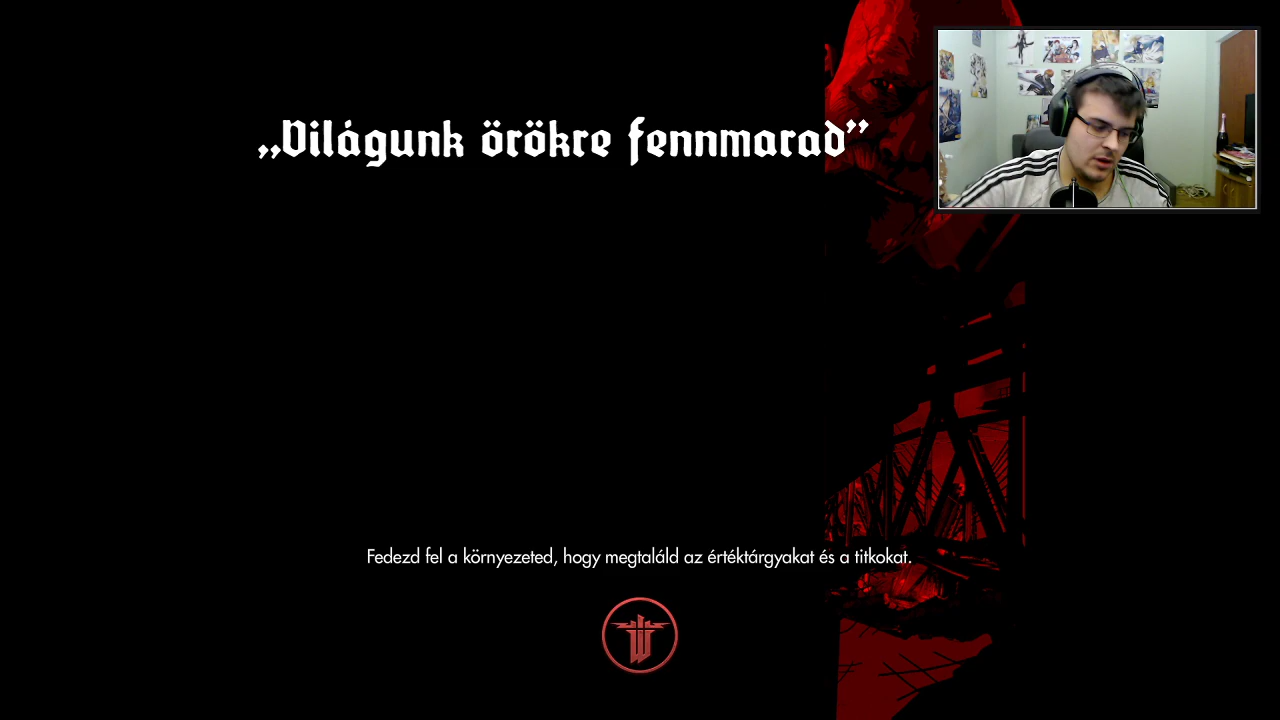 „Világunk örökre fennmarad”
Fedezd fel a környezeted, hogy megtaláld az értéktárgyakat és a titkokat.